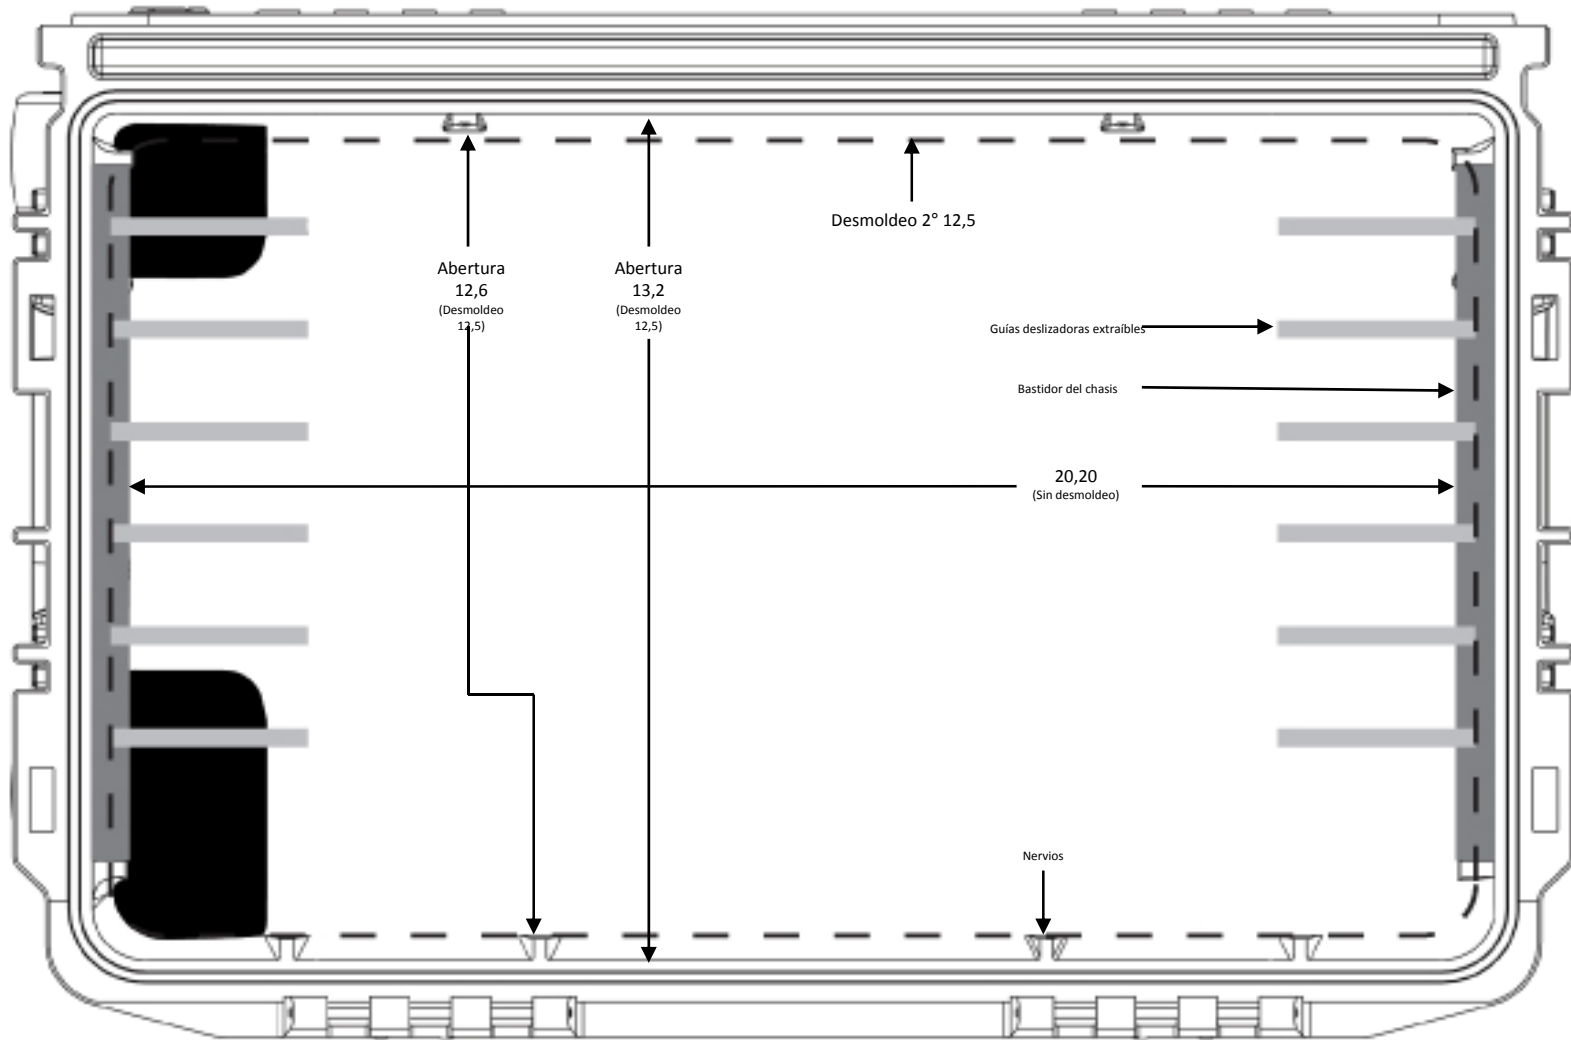 Desmoldeo 2° 12,5
Abertura
12,6
(Desmoldeo
12,5)
Abertura
13,2
(Desmoldeo
12,5)
Guías deslizadoras extraíbles
Bastidor del chasis
20,20
(Sin desmoldeo)
Nervios